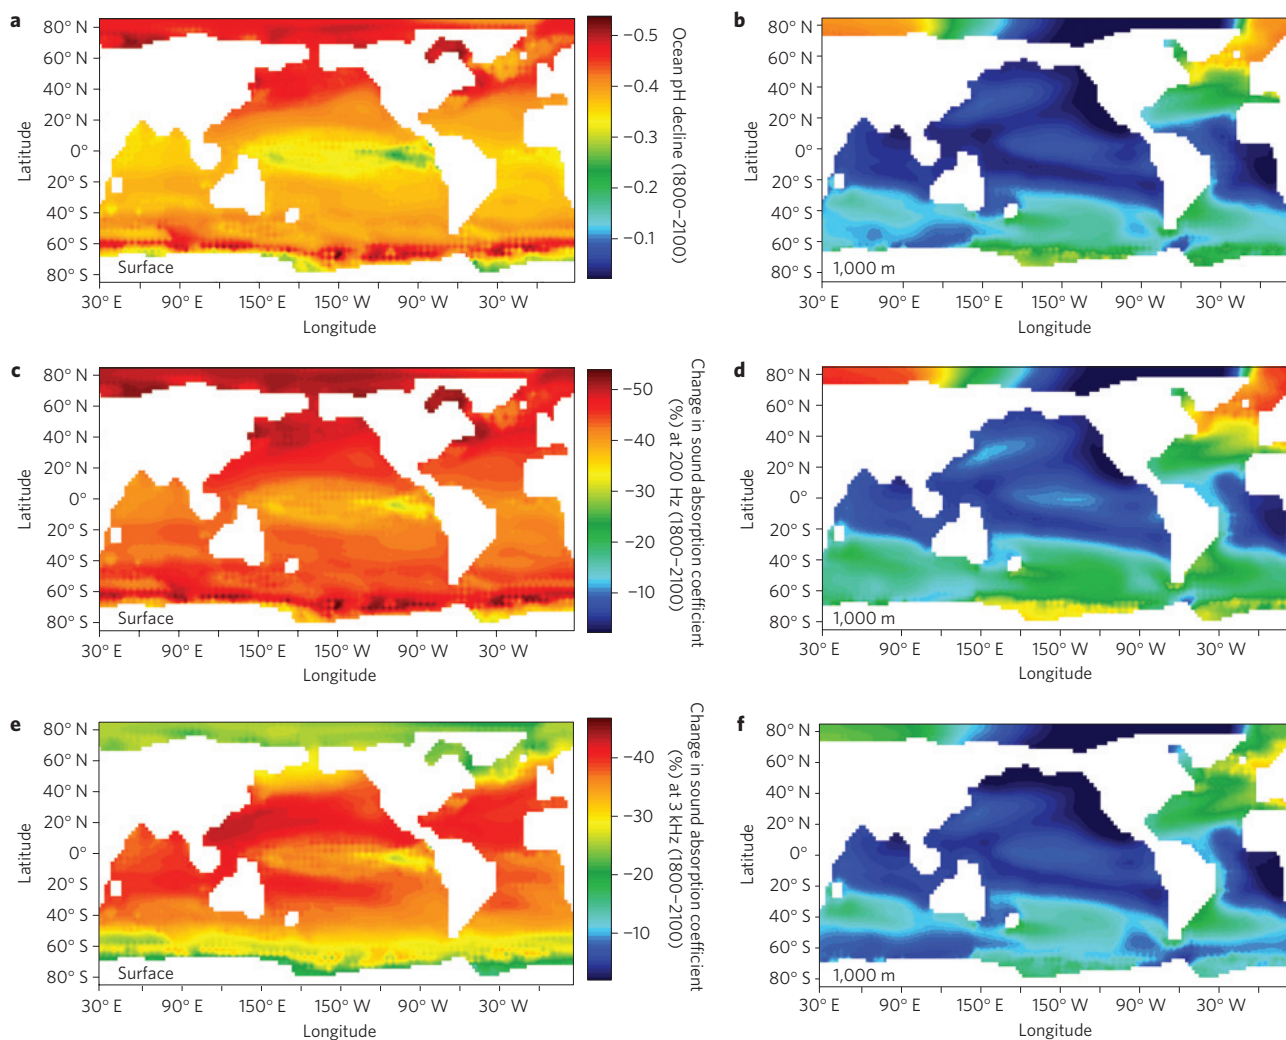 a
80° N
60° N
40° N
20° N
0°
20° S
40° S
60° S
80° S
Latitude
Surface
30° E
90° E
150° E
150° W
90° W
30° W
Longitude
−0.5
−0.4
−0.3
−0.2
−0.1
Ocean pH decline (1800–2100)
b
80° N
60° N
40° N
20° N
0°
20° S
40° S
60° S
80° S
Latitude
1,000 m
30° E
90° E
150° E
150° W
90° W
30° W
Longitude
c
80° N
60° N
40° N
20° N
0°
20° S
40° S
60° S
80° S
Latitude
Surface
30° E
90° E
150° E
150° W
90° W
30° W
Longitude
−50
−40
−30
−20
−10
Change in sound absorption coefficient
(%) at 200 Hz (1800–2100)
d
80° N
60° N
40° N
20° N
0°
20° S
40° S
60° S
80° S
Latitude
1,000 m
30° E
90° E
150° E
150° W
90° W
30° W
Longitude
e
80° N
60° N
40° N
20° N
0°
20° S
40° S
60° S
80° S
Latitude
Surface
30° E
90° E
150° E
150° W
90° W
30° W
Longitude
−40
−30
−20
−10
Change in sound absorption coefficient
(%) at 3 kHz (1800–2100)
f
80° N
60° N
40° N
20° N
0°
20° S
40° S
60° S
80° S
Latitude
1,000 m
30° E
90° E
150° E
150° W
90° W
30° W
Longitude